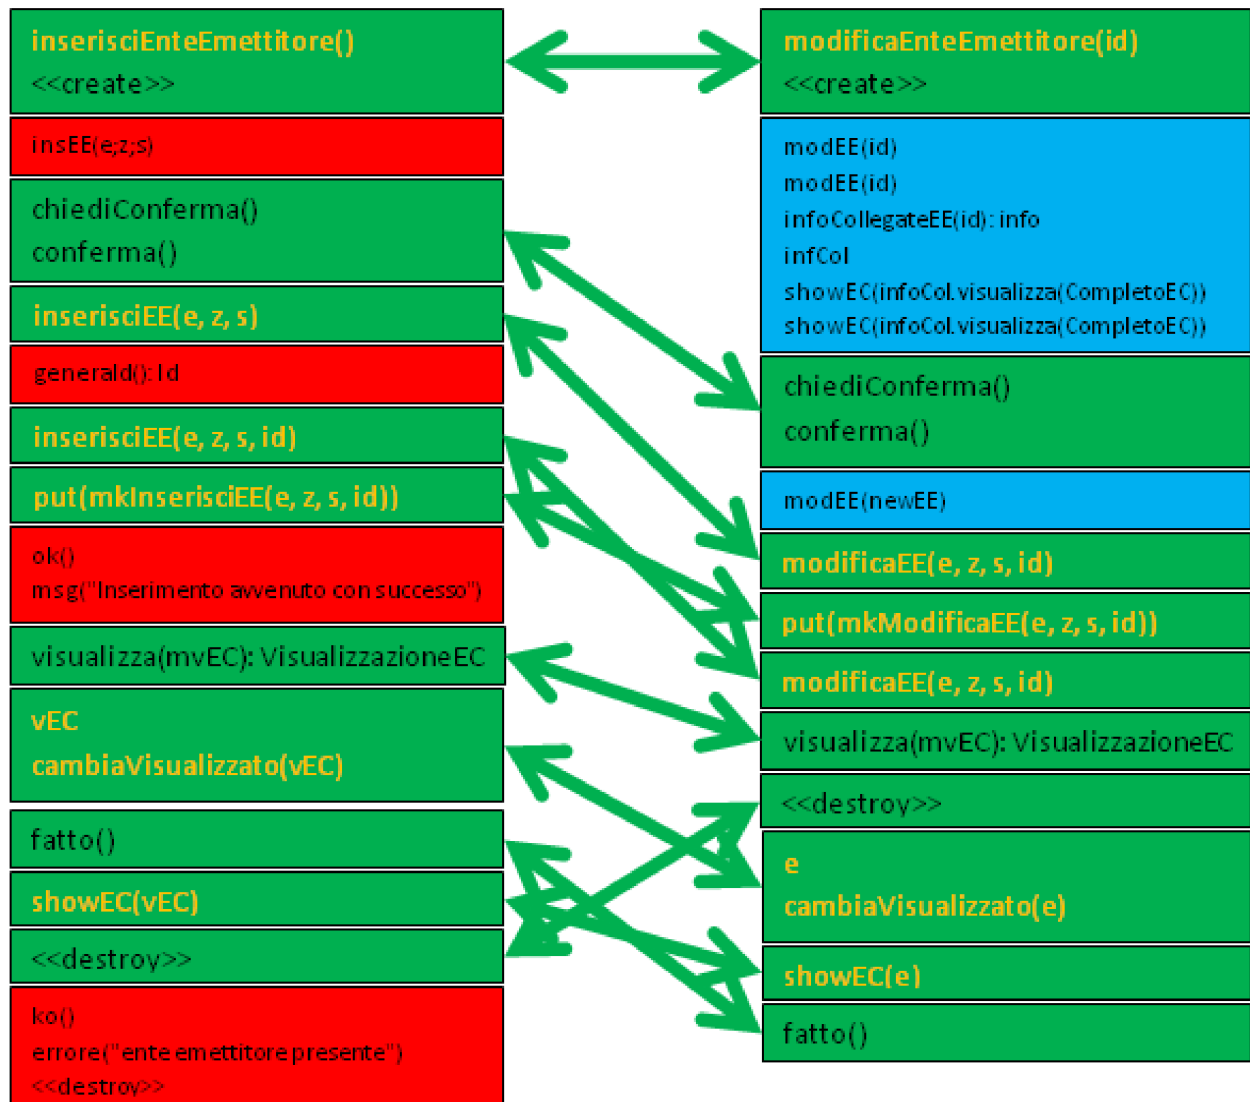 inserisciEnteEmettitore()
<<create>>
insEE(e;z;s)
chiediConferma()
conferma()
inserisciEE(e, z, s)
generaId(): Id
inserisciEE(e, z, s, id)
put(mkInserisciEE(e, z, s, id))
ok()
msg("Inserimento avvenuto con successo")
visualizza(mvEC): VisualizzazioneEC
vEC
cambiaVisualizzato(vEC)
fatto()
showEC(vEC)
<<destroy>>
ko()
errore("ente emettitore presente")
<<destroy>>
modificaEnteEmettitore(id)
<<create>>
modEE(id)
modEE(id)
infoCollegateEE(id): info
infCol
showEC(infoCol.visualizza(CompletoEC))
showEC(infoCol.visualizza(CompletoEC))
chiediConferma()
conferma()
modEE(newEE)
modificaEE(e, z, s, id)
put(mkModificaEE(e, z, s, id))
modificaEE(e, z, s, id)
visualizza(mvEC): VisualizzazioneEC
<<destroy>>
e
cambiaVisualizzato(e)
showEC(e)
fatto()